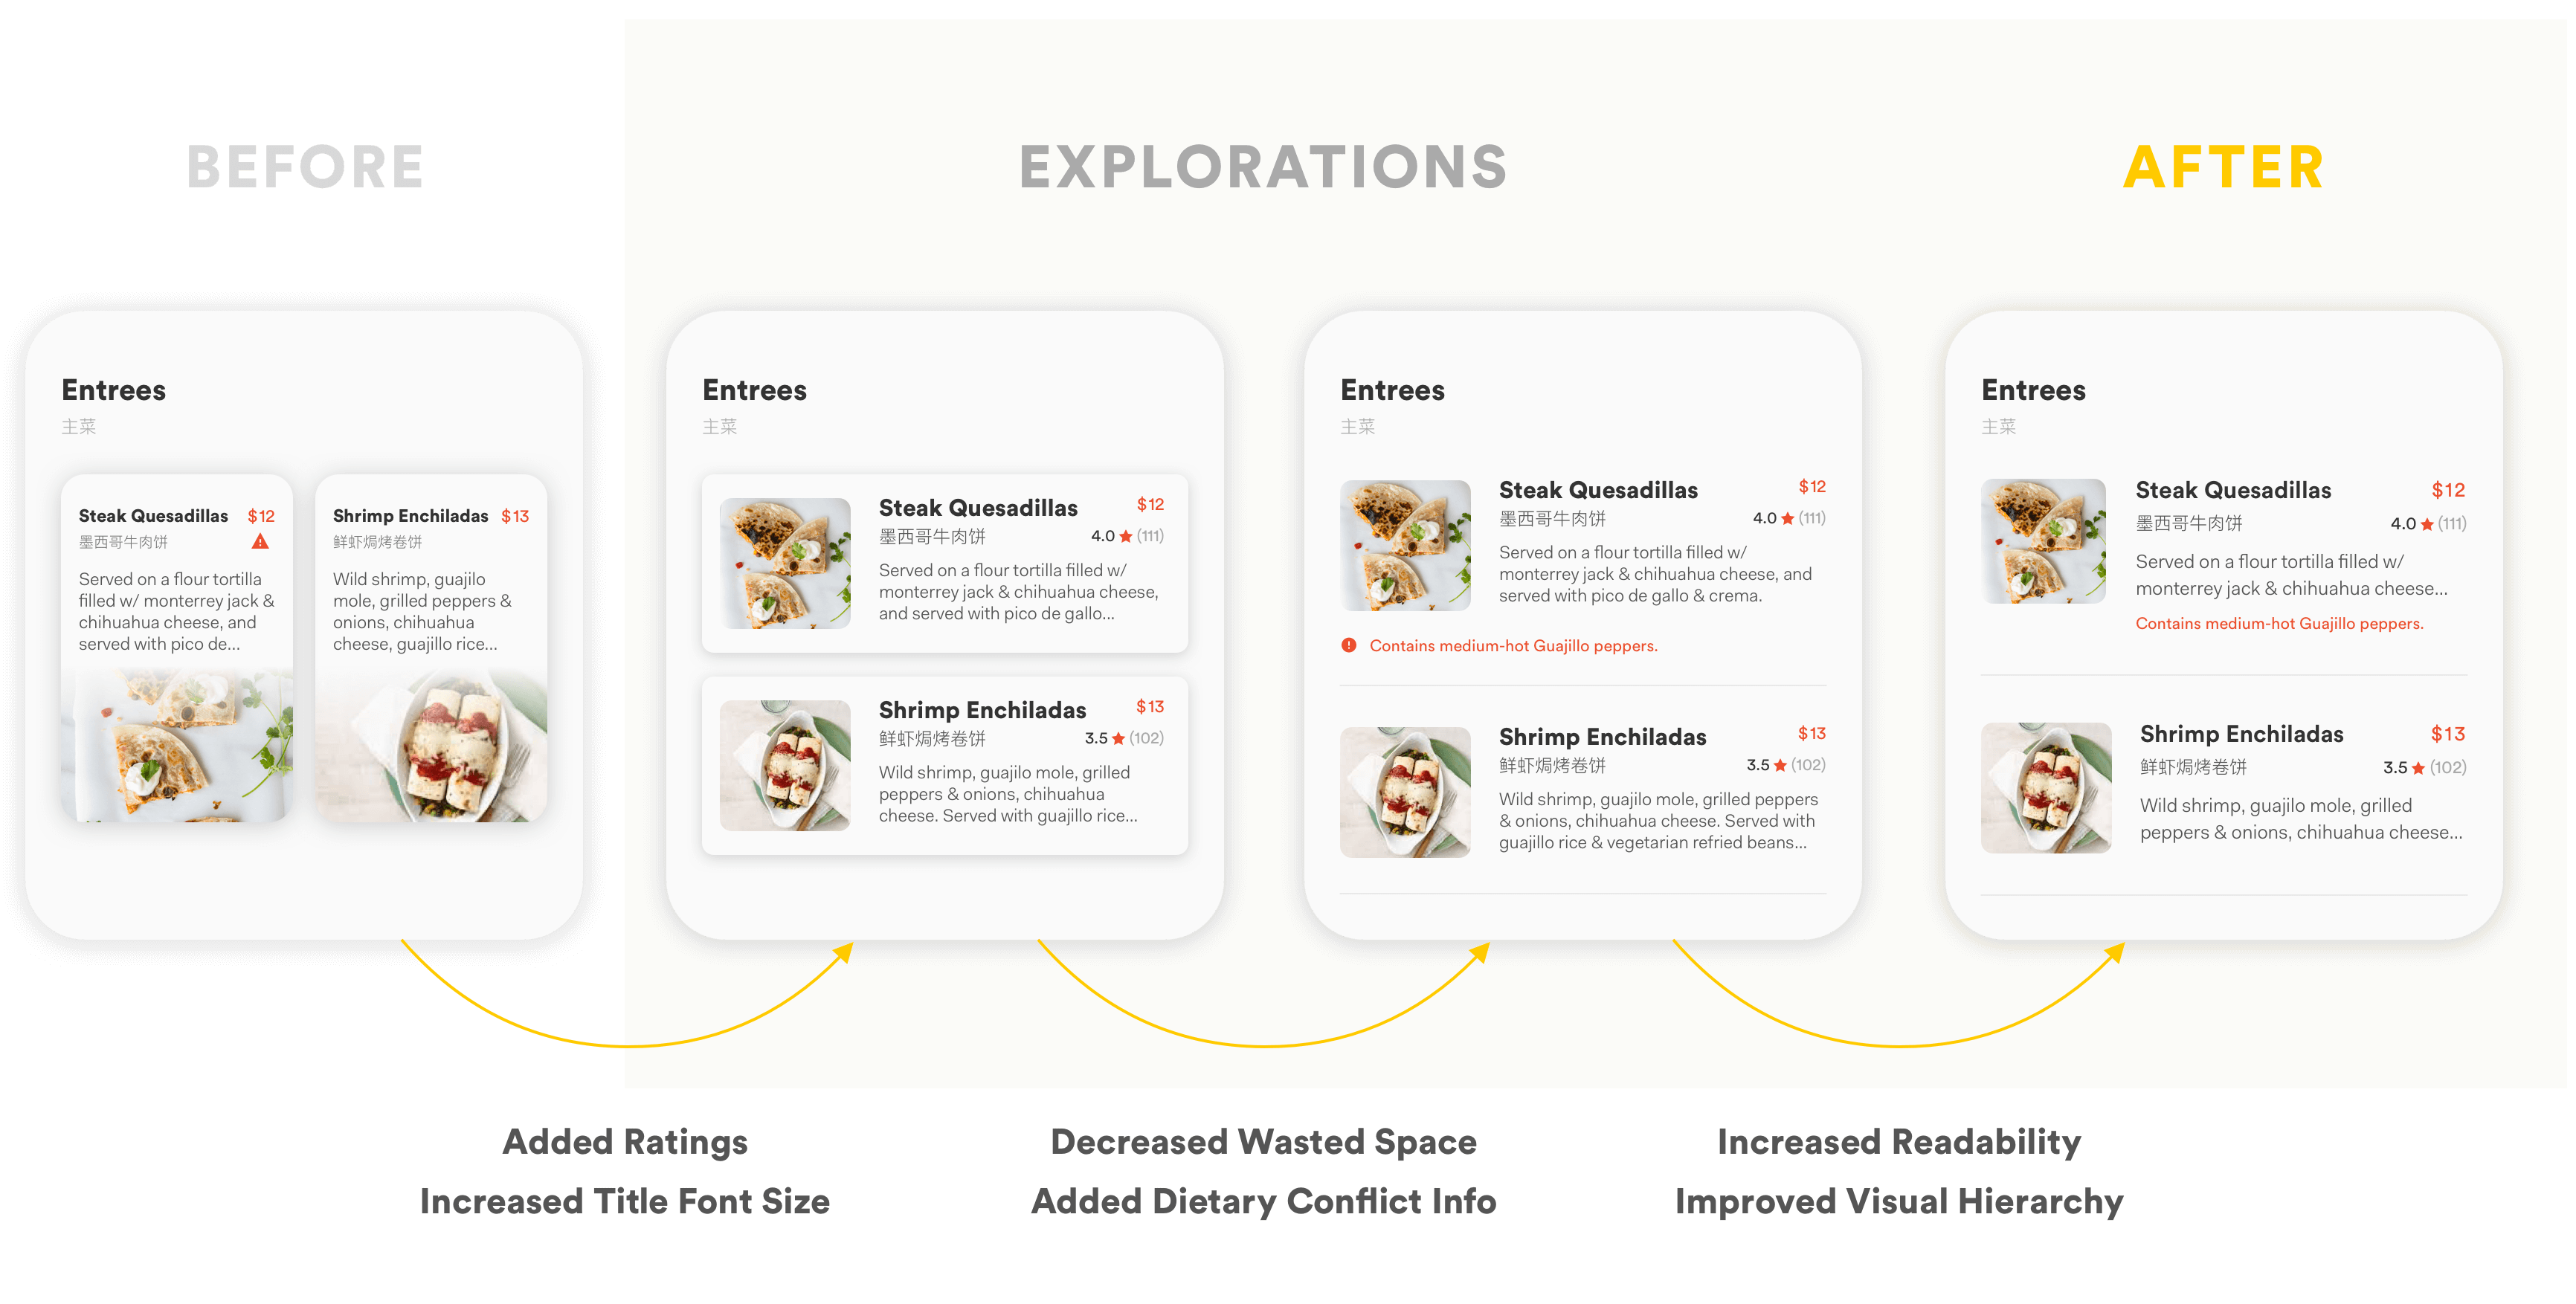 BEFORE
EXPLORATIONS
AFTER
Entrees
主菜
Steak Quesadillas $12
墨西哥牛肉饼
Served on a flour tortilla
filled w/ monterrey jack &
chihuahua cheese, and
served with pico de...
Shrimp Enchiladas $13
鲜虾焗烤卷饼
Wild shrimp, guajilo
mole, grilled peppers &
onions, chihuahua
cheese, guajillo rice...
Entrees
主菜
Steak Quesadillas $12
墨西哥牛肉饼 4.0 ★ (111)
Served on a flour tortilla filled w/
monterrey jack & chihuahua cheese,
and served with pico de gallo...
Shrimp Enchiladas $13
鲜虾焗烤卷饼 3.5 ★ (102)
Wild shrimp, guajilo mole, grilled
peppers & onions, chihuahua
cheese. Served with guajillo rice...
Entrees
主菜
Steak Quesadillas $12
墨西哥牛肉饼 4.0 ★ (111)
Served on a flour tortilla filled w/
monterrey jack & chihuahua cheese, and
served with pico de gallo & crema.
Contains medium-hot Guajillo peppers.
Shrimp Enchiladas $13
鲜虾焗烤卷饼 3.5 ★ (102)
Wild shrimp, guajilo mole, grilled peppers
& onions, chihuahua cheese. Served with
guajillo rice & vegetarian refried beans...
Entrees
主菜
Steak Quesadillas $12
墨西哥牛肉饼 4.0 ★ (111)
Served on a flour tortilla filled w/
monterrey jack & chihuahua cheese...
Contains medium-hot Guajillo peppers.
Shrimp Enchiladas $13
鲜虾焗烤卷饼 3.5 ★ (102)
Wild shrimp, guajilo mole, grilled
peppers & onions, chihuahua cheese...
Added Ratings
Increased Title Font Size
Decreased Wasted Space
Added Dietary Conflict Info
Increased Readability
Improved Visual Hierarchy